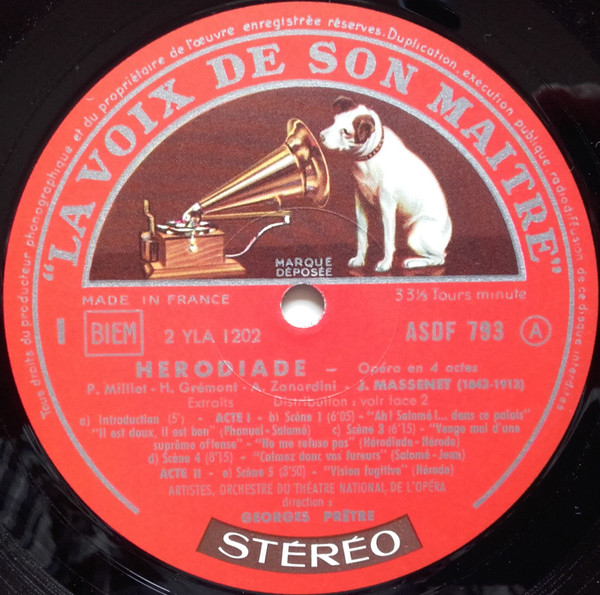 Tous droits du producteur phonographique et du propriétaire de l'œuvre enregistrée réservés. Duplication, exécution publique radiodiffusion de ce disque interdites
"LA VOIX DE SON MAITRE"
MARQUE
DÉPOSÉE
MADE IN FRANCE 33⅓ Tours minute
I BIEM 2 YLA 1202 ASDF 793 A
HERODIADE - Opéra en 4 actes
P. Milliet - H. Grémont - A. Zanardini - J. MASSENET (1842-1912)
Extraits Distribution : voir face 2
a) Introduction (5') - ACTE I - b) Scène 1 (6'05) - "Ah ! Salomé !... dans ce palais"
"Il est doux, il est bon" (Phanuel-Salomé) c) Scène 3 (6'15) - "Venge moi d'une
suprême offense" - "Ne me refuse pas" (Hérodiade-Hérode)
d) Scène 4 (8'15) - "Calmez donc vos fureurs" (Salomé-Jean)
ACTE II - e) Scène 5 (3'50) - "Vision fugitive" (Hérode)
ARTISTES, ORCHESTRE DU THÉATRE NATIONAL DE L'OPÉRA
direction :
GEORGES PRÊTRE
STÉRÉO